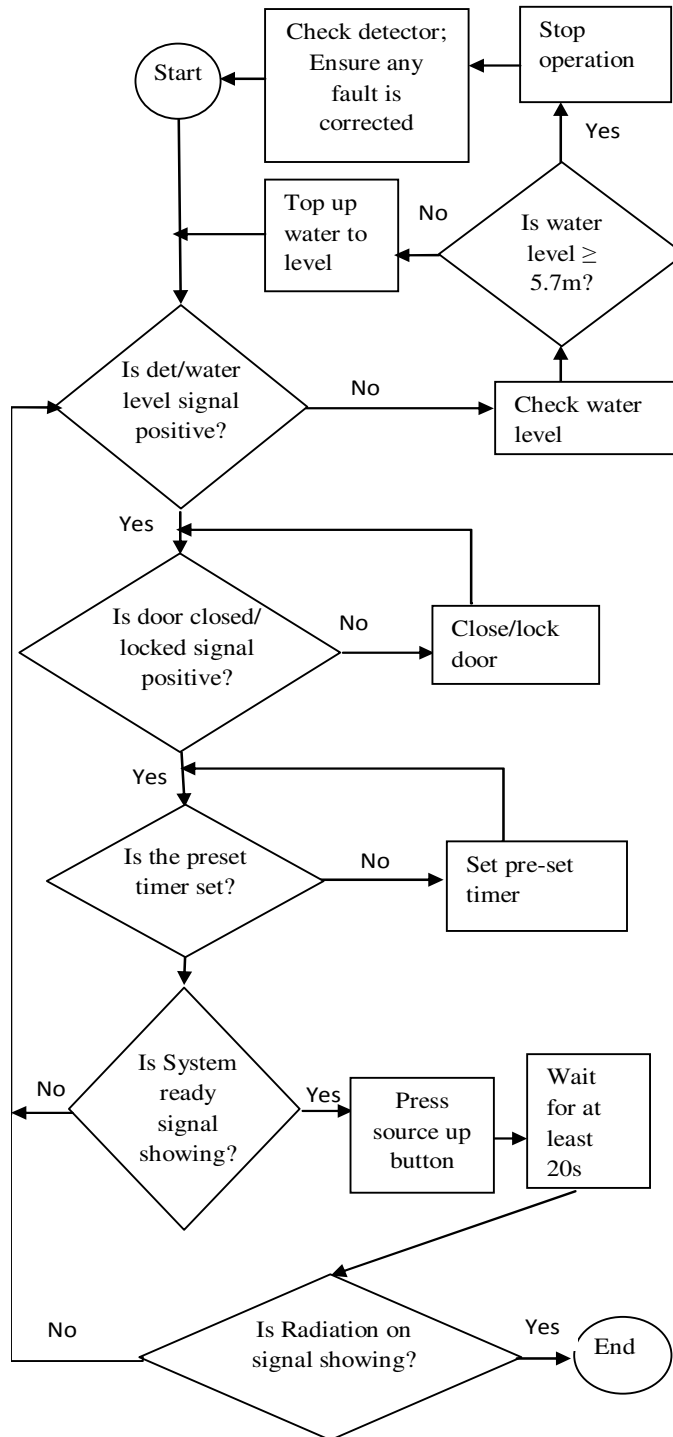 Start
Check detector;
Ensure any
fault is
corrected
Stop
operation
Yes
Top up
water to
level
No
Is water
level ≥
5.7m?
Is det/water
level signal
positive?
No
Check water
level
Yes
Is door closed/
locked signal
positive?
No
Close/lock
door
Yes
Is the preset
timer set?
No
Set pre-set
timer
No
Is System
ready
signal
showing?
Yes
Press
source up
button
Wait
for at
least
20s
No
Is Radiation on
signal showing?
Yes
End